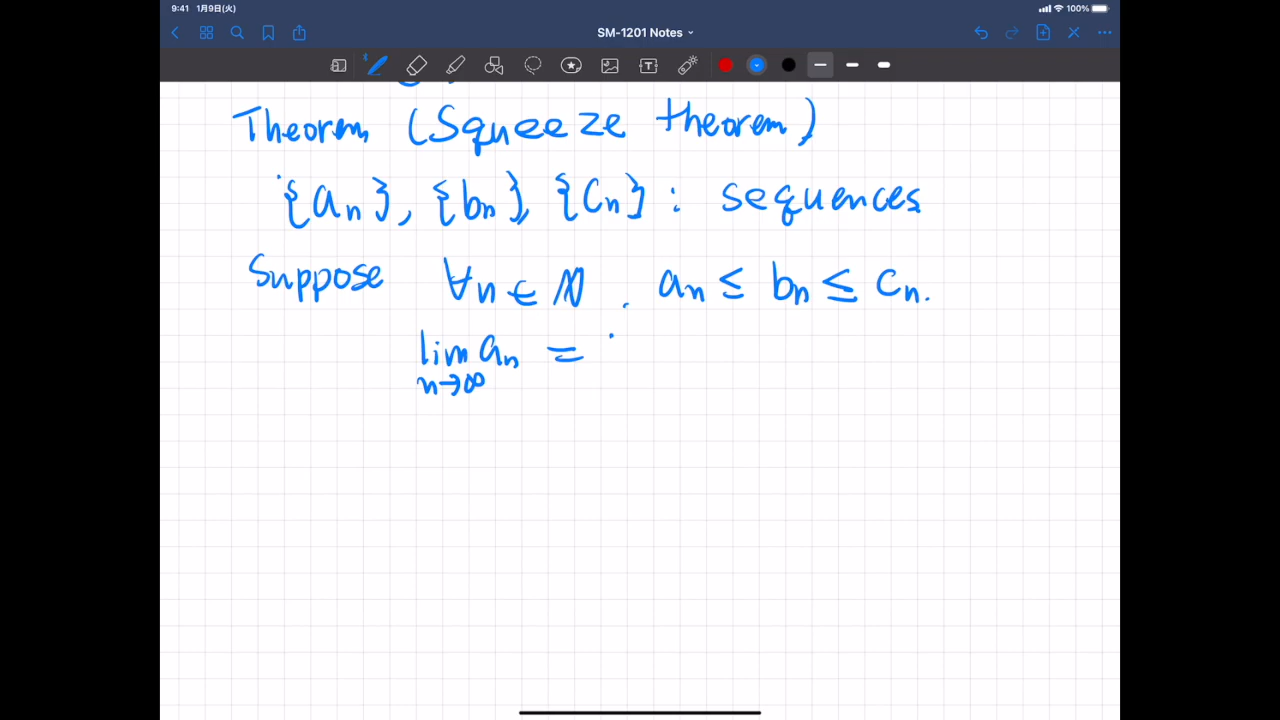 9:41 1月9日(火) 100%
SM-1201 Notes
Theorem (Squeeze theorem)
{an}, {bn}, {Cn} : sequences
Suppose ∀n ∈ ℕ . an ≤ bn ≤ Cn.
lim an =
n→∞